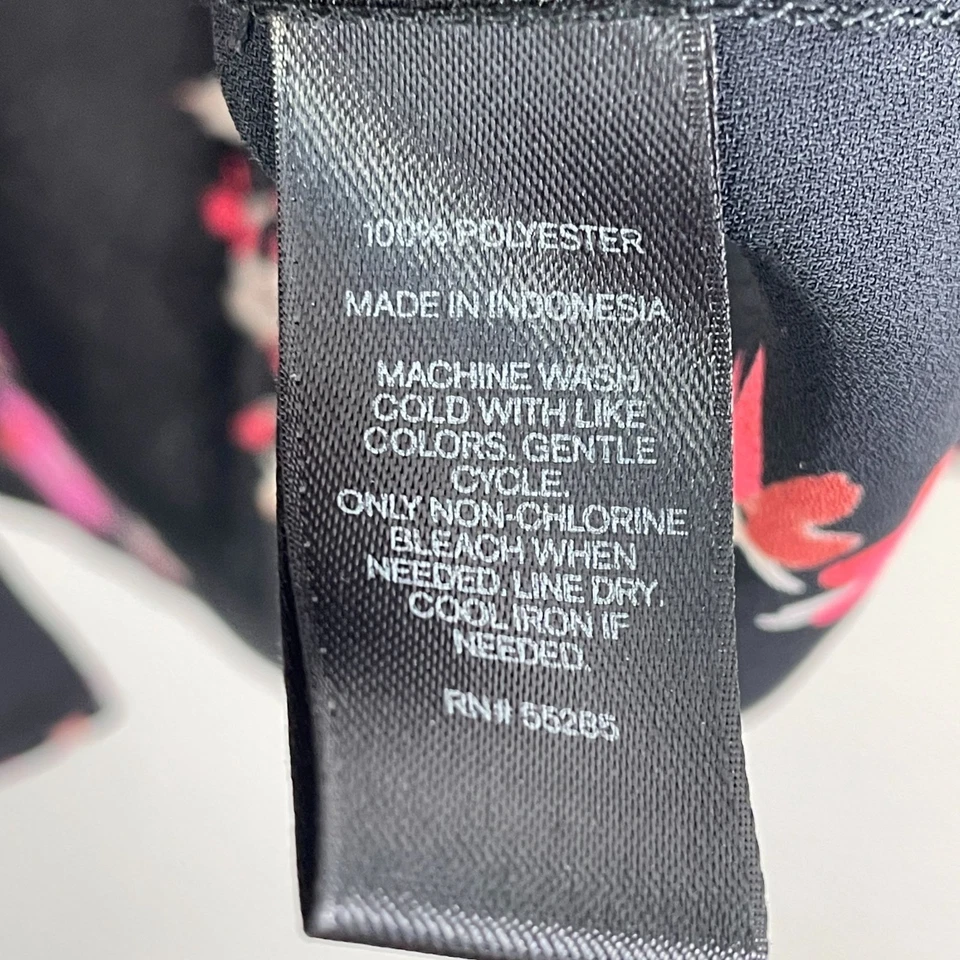 100% POLYESTER
MADE IN INDONESIA
MACHINE WASH
COLD WITH LIKE
COLORS. GENTLE
CYCLE.
ONLY NON-CHLORINE
BLEACH WHEN
NEEDED. LINE DRY.
COOL IRON IF
NEEDED.
RN# 55285